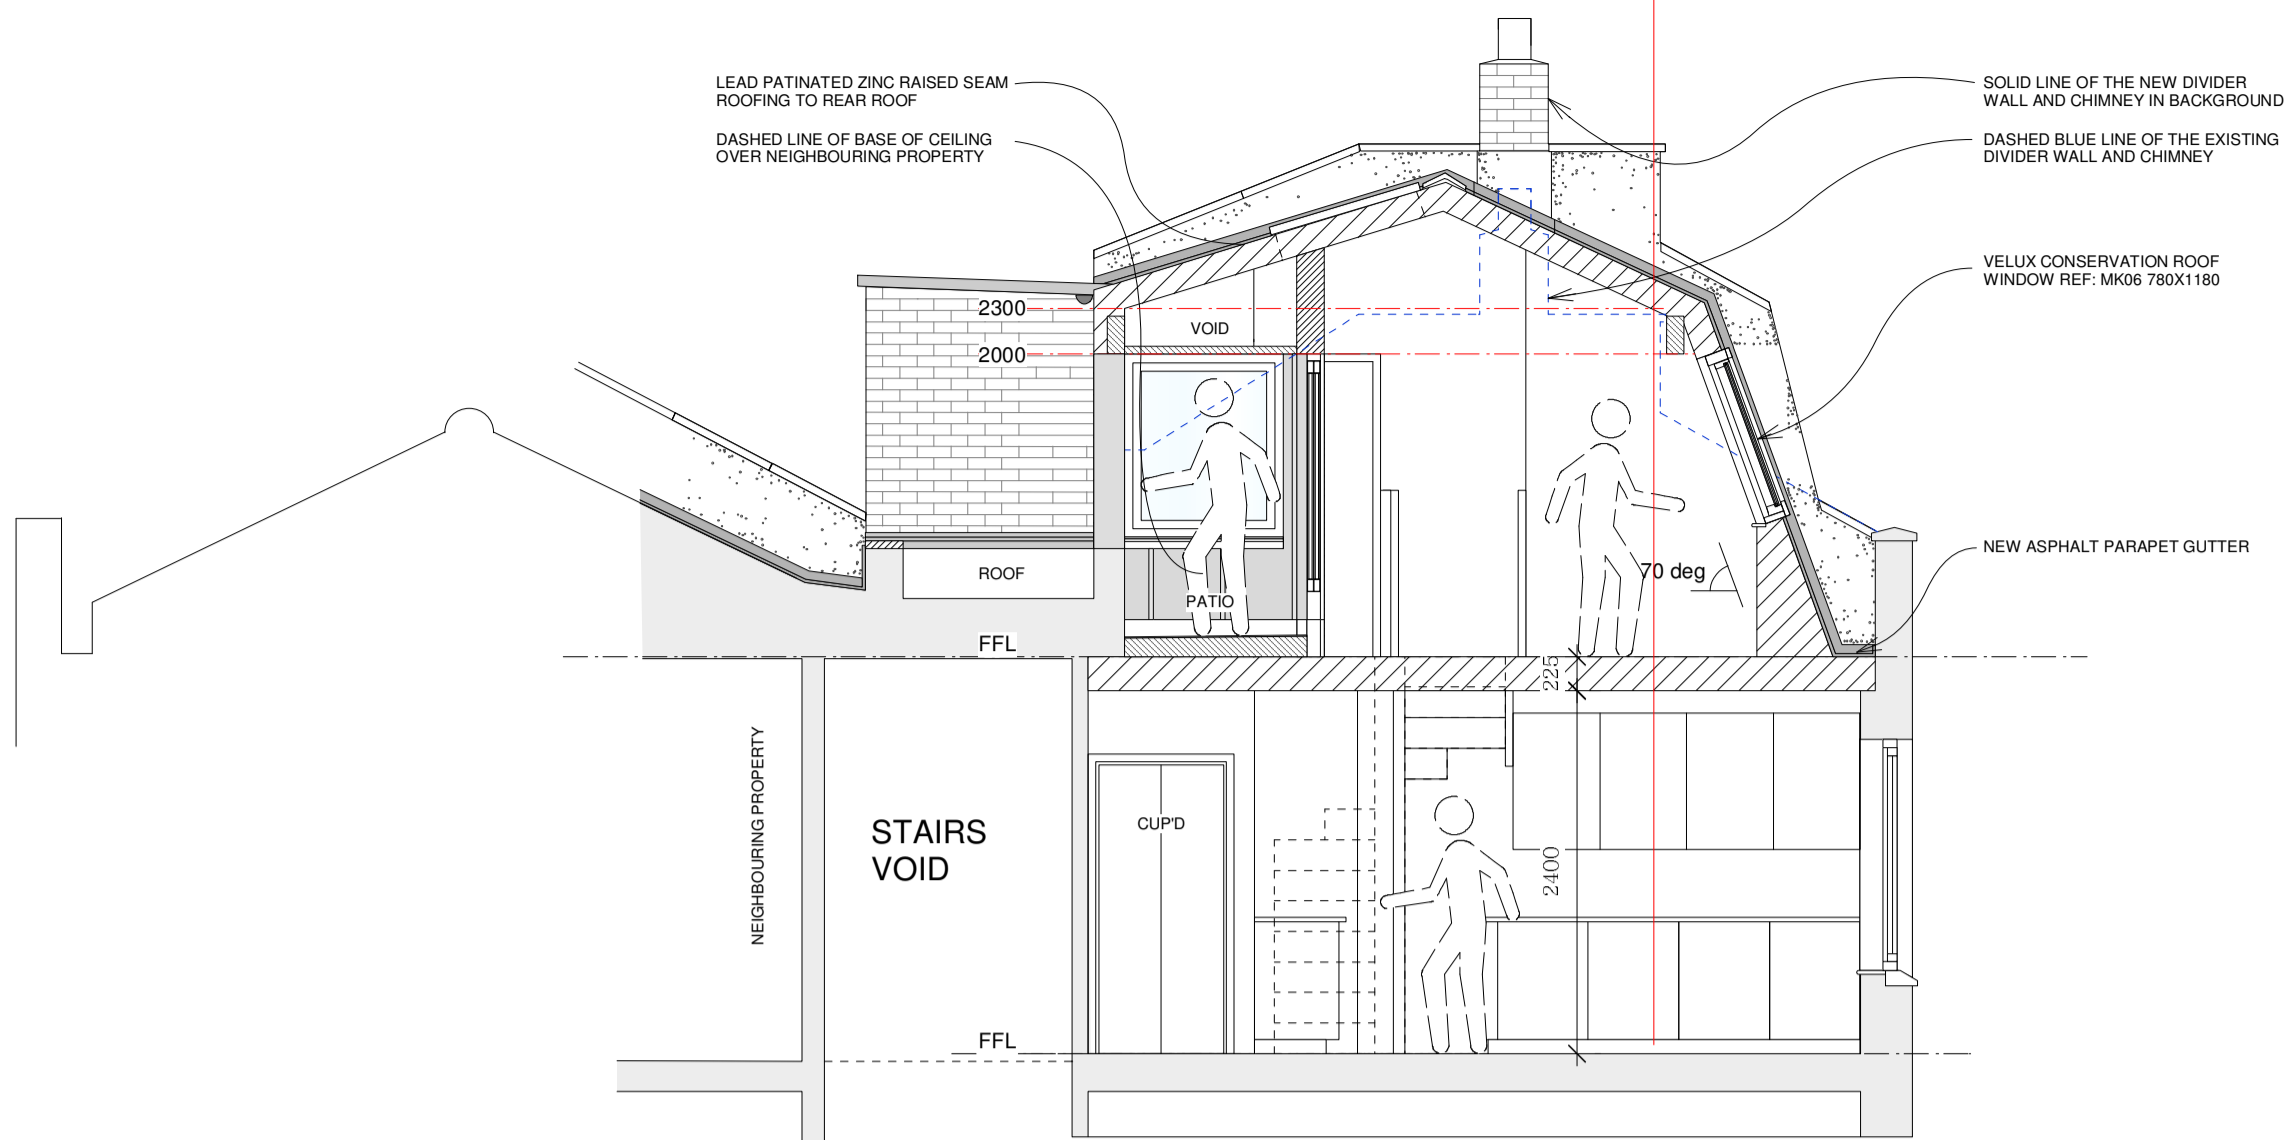 LEAD PATINATED ZINC RAISED SEAM
ROOFING TO REAR ROOF
DASHED LINE OF BASE OF CEILING
OVER NEIGHBOURING PROPERTY
SOLID LINE OF THE NEW DIVIDER
WALL AND CHIMNEY IN BACKGROUND
DASHED BLUE LINE OF THE EXISTING
DIVIDER WALL AND CHIMNEY
VELUX CONSERVATION ROOF
WINDOW REF: MK06 780X1180
2300
VOID
2000
NEW ASPHALT PARAPET GUTTER
ROOF
70 deg
PATIO
FFL
225
NEIGHBOURING PROPERTY
STAIRS
VOID
CUP'D
2400
FFL